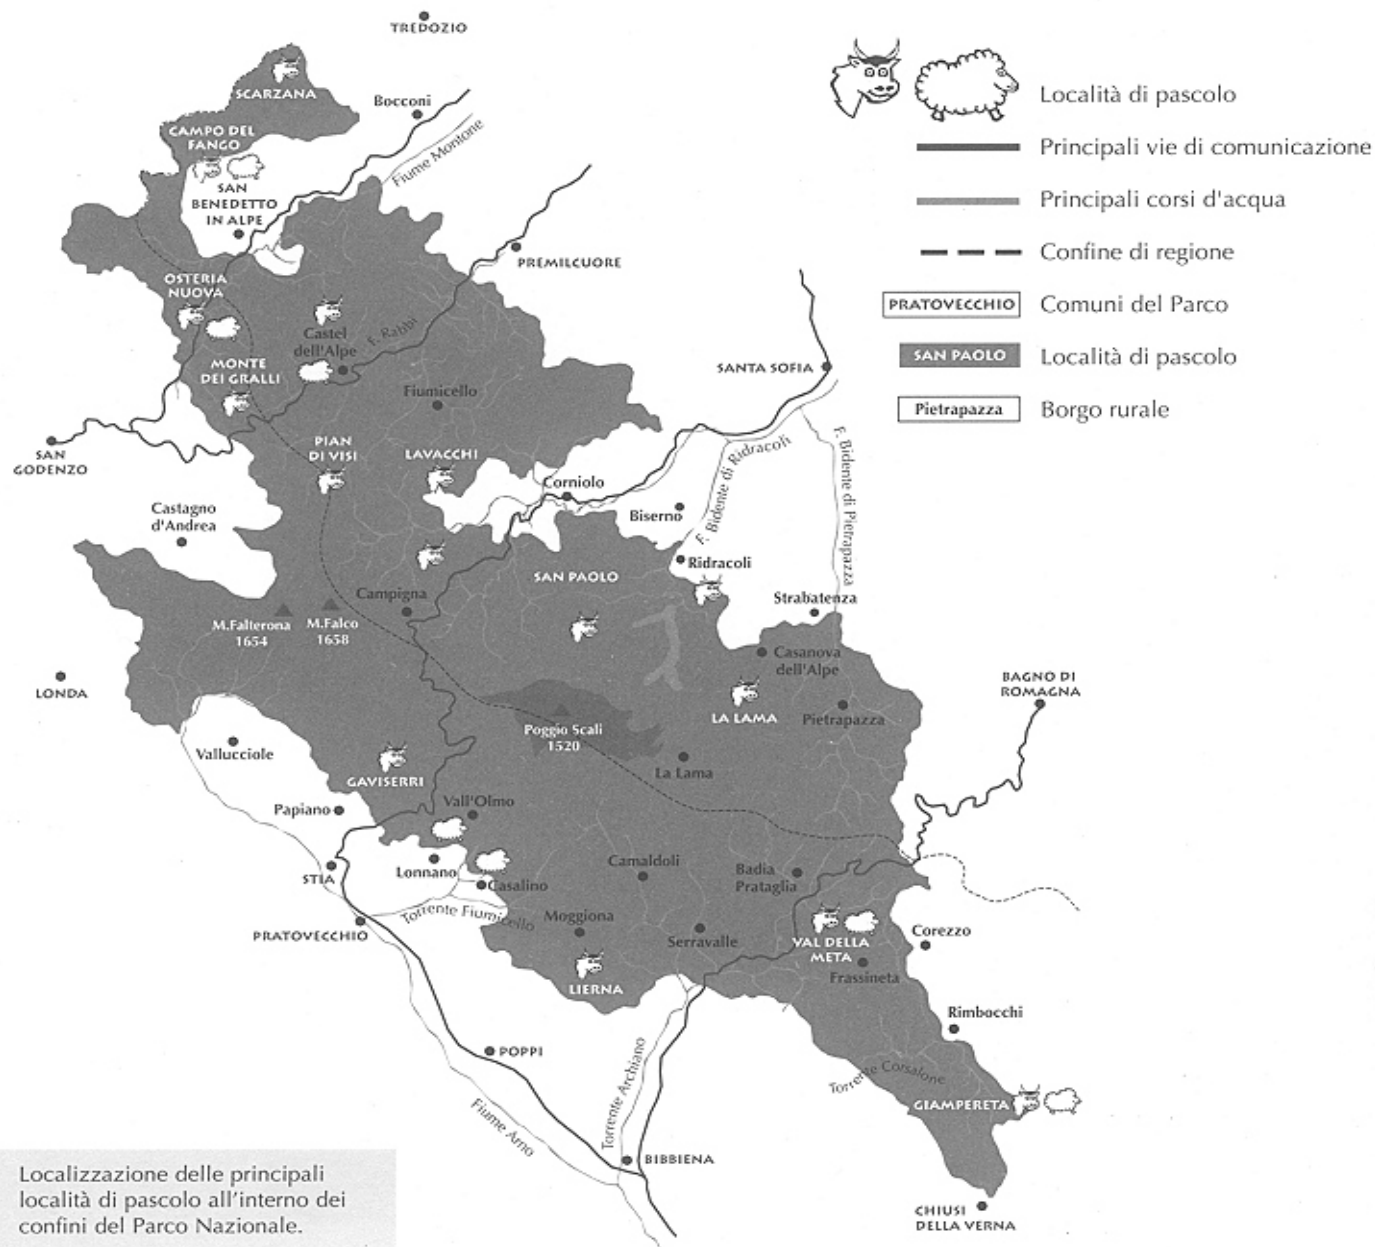 TREDOZIO
SCARZANA
Bocconi
CAMPO DEL
FANGO
Fiume Montone
SAN
BENEDETTO
IN ALPE
PREMILCUORE
OSTERIA
NUOVA
Castel
dell'Alpe
F. Rabbi
MONTE
DEI GRALLI
Fiumicello
SANTA SOFIA
SAN
GODENZO
PIAN
DI VISI
LAVACCHI
Corniolo
F. Bidente di Ridracoli
F. Bidente di Pietrapazza
Castagno
d'Andrea
Biserno
Ridracoli
SAN PAOLO
Campigna
Strabatenza
M.Falterona
1654
M.Falco
1658
Casanova
dell'Alpe
LONDA
BAGNO DI
ROMAGNA
LA LAMA
Pietrapazza
Poggio Scali
1520
Vallucciole
La Lama
GAVISERRI
Papiano
Vall'Olmo
STIA
Lonnano
Casalino
Camaldoli
Badia
Prataglia
Torrente Fiumicello
Moggiona
PRATOVECCHIO
Serravalle
VAL DELLA
META
Corezzo
Frassineta
LIERNA
Rimbocchi
POPPI
Torrente Archiano
Torrente Corsalone
GIAMPERETA
Fiume Arno
BIBBIENA
CHIUSI
DELLA VERNA
Località di pascolo
Principali vie di comunicazione
Principali corsi d'acqua
Confine di regione
PRATOVECCHIO Comuni del Parco
SAN PAOLO Località di pascolo
Pietrapazza Borgo rurale
Localizzazione delle principali
località di pascolo all'interno dei
confini del Parco Nazionale.